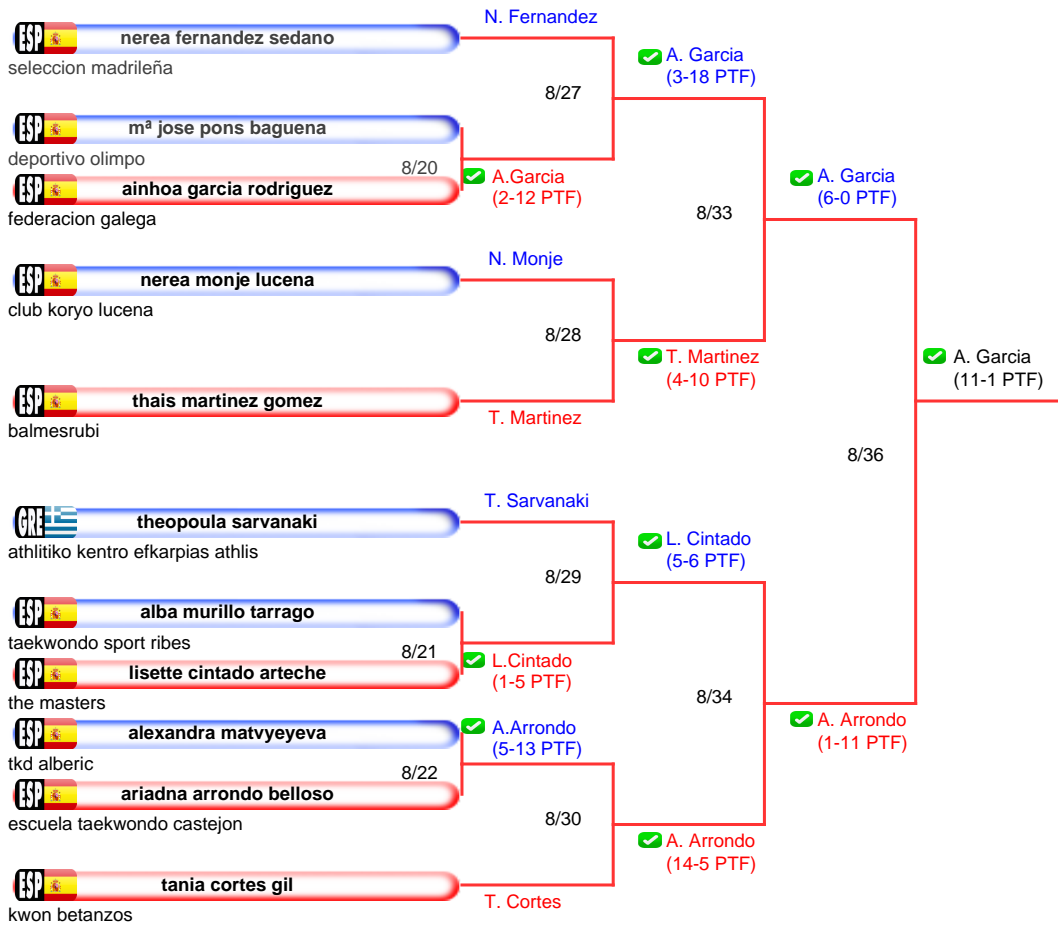 N. Fernandez
ESP nerea fernandez sedano
seleccion madrileña
A. Garcia
(3-18 PTF)
8/27
ESP mª jose pons baguena
deportivo olimpo
8/20
A.Garcia
(2-12 PTF)
ESP ainhoa garcia rodriguez
federacion galega
A. Garcia
(6-0 PTF)
8/33
N. Monje
ESP nerea monje lucena
club koryo lucena
8/28
T. Martinez
(4-10 PTF)
A. Garcia
(11-1 PTF)
ESP thais martinez gomez
balmesrubi
T. Martinez
8/36
T. Sarvanaki
GRE theopoula sarvanaki
athlitiko kentro efkarpias athlis
L. Cintado
(5-6 PTF)
8/29
ESP alba murillo tarrago
taekwondo sport ribes
8/21
L.Cintado
(1-5 PTF)
ESP lisette cintado arteche
the masters
8/34
A. Arrondo
(1-11 PTF)
ESP alexandra matvyeyeva
tkd alberic
A.Arrondo
(5-13 PTF)
8/22
ESP ariadna arrondo belloso
escuela taekwondo castejon
8/30
A. Arrondo
(14-5 PTF)
ESP tania cortes gil
kwon betanzos
T. Cortes